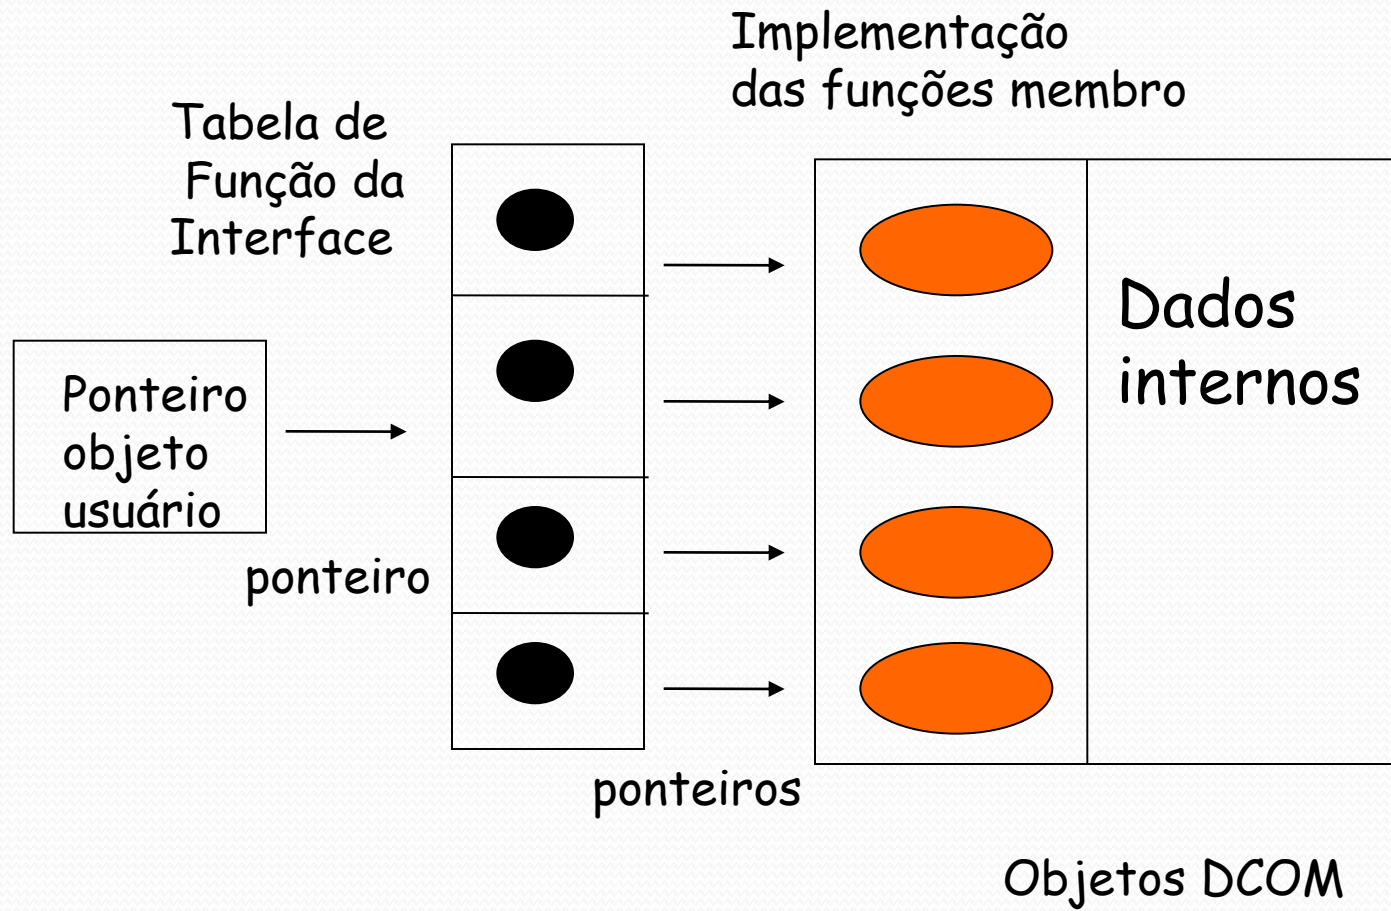 Implementação
das funções membro
Tabela de
Função da
Interface
Ponteiro
objeto
usuário
ponteiro
Dados
internos
ponteiros
Objetos DCOM